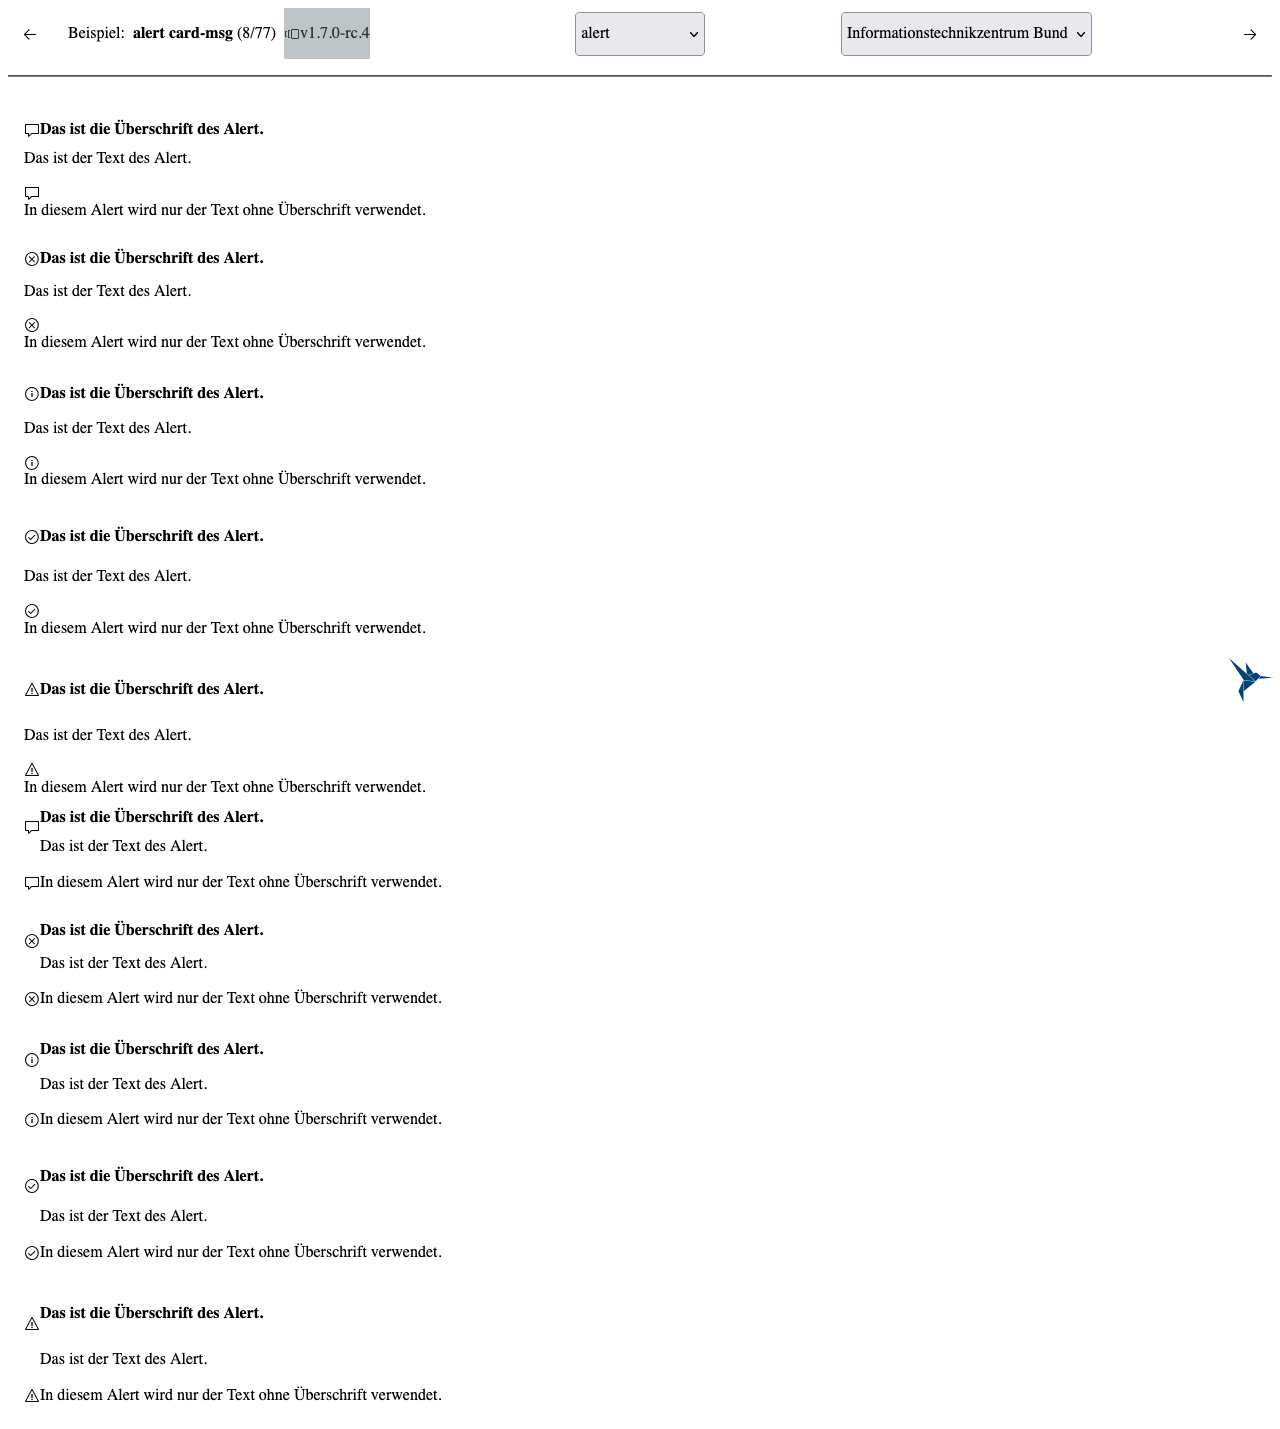 Beispiel: alert card-msg (8/77) v1.7.0-rc.4 alert Informationstechnikzentrum Bund
Das ist die Überschrift des Alert.
Das ist der Text des Alert.
In diesem Alert wird nur der Text ohne Überschrift verwendet.
Das ist die Überschrift des Alert.
Das ist der Text des Alert.
In diesem Alert wird nur der Text ohne Überschrift verwendet.
Das ist die Überschrift des Alert.
Das ist der Text des Alert.
In diesem Alert wird nur der Text ohne Überschrift verwendet.
Das ist die Überschrift des Alert.
Das ist der Text des Alert.
In diesem Alert wird nur der Text ohne Überschrift verwendet.
Das ist die Überschrift des Alert.
Das ist der Text des Alert.
In diesem Alert wird nur der Text ohne Überschrift verwendet.
Das ist die Überschrift des Alert.
Das ist der Text des Alert.
In diesem Alert wird nur der Text ohne Überschrift verwendet.
Das ist die Überschrift des Alert.
Das ist der Text des Alert.
In diesem Alert wird nur der Text ohne Überschrift verwendet.
Das ist die Überschrift des Alert.
Das ist der Text des Alert.
In diesem Alert wird nur der Text ohne Überschrift verwendet.
Das ist die Überschrift des Alert.
Das ist der Text des Alert.
In diesem Alert wird nur der Text ohne Überschrift verwendet.
Das ist die Überschrift des Alert.
Das ist der Text des Alert.
In diesem Alert wird nur der Text ohne Überschrift verwendet.